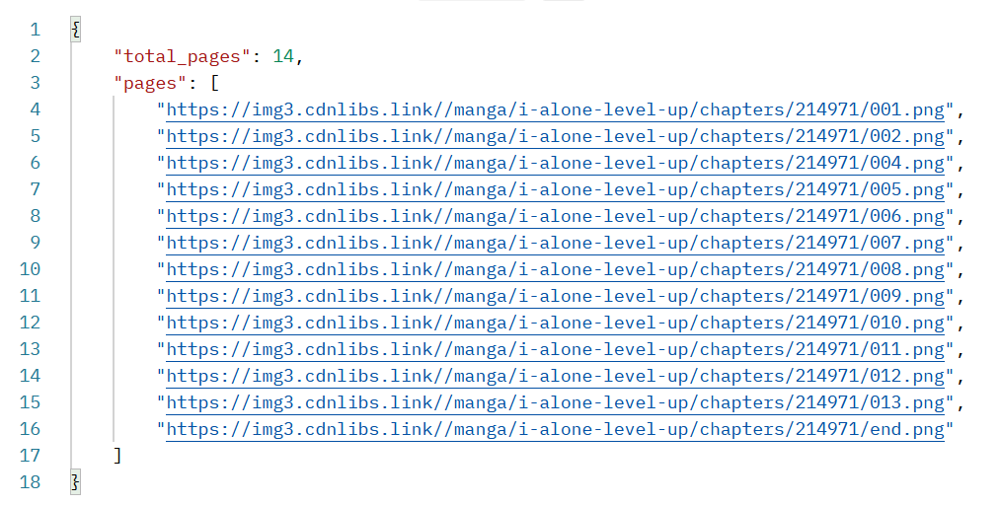 1 {
2 "total_pages": 14,
3 "pages": [
4 "https://img3.cdnlibs.link//manga/i-alone-level-up/chapters/214971/001.png",
5 "https://img3.cdnlibs.link//manga/i-alone-level-up/chapters/214971/002.png",
6 "https://img3.cdnlibs.link//manga/i-alone-level-up/chapters/214971/004.png",
7 "https://img3.cdnlibs.link//manga/i-alone-level-up/chapters/214971/005.png",
8 "https://img3.cdnlibs.link//manga/i-alone-level-up/chapters/214971/006.png",
9 "https://img3.cdnlibs.link//manga/i-alone-level-up/chapters/214971/007.png",
10 "https://img3.cdnlibs.link//manga/i-alone-level-up/chapters/214971/008.png",
11 "https://img3.cdnlibs.link//manga/i-alone-level-up/chapters/214971/009.png",
12 "https://img3.cdnlibs.link//manga/i-alone-level-up/chapters/214971/010.png",
13 "https://img3.cdnlibs.link//manga/i-alone-level-up/chapters/214971/011.png",
14 "https://img3.cdnlibs.link//manga/i-alone-level-up/chapters/214971/012.png",
15 "https://img3.cdnlibs.link//manga/i-alone-level-up/chapters/214971/013.png",
16 "https://img3.cdnlibs.link//manga/i-alone-level-up/chapters/214971/end.png"
17 ]
18 }